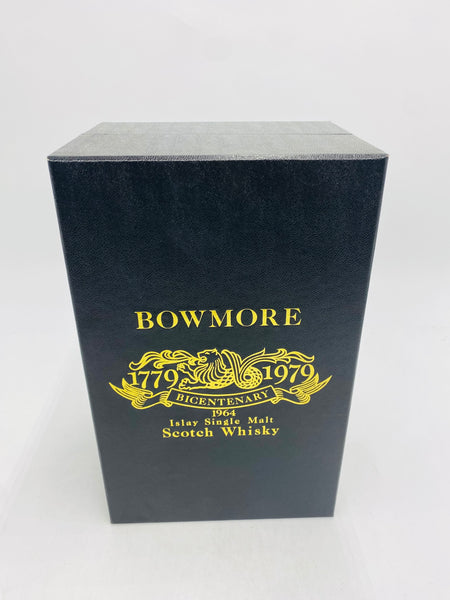 BOWMORE
1779 1979
BICENTENARY
1964
Islay Single Malt
Scotch Whisky